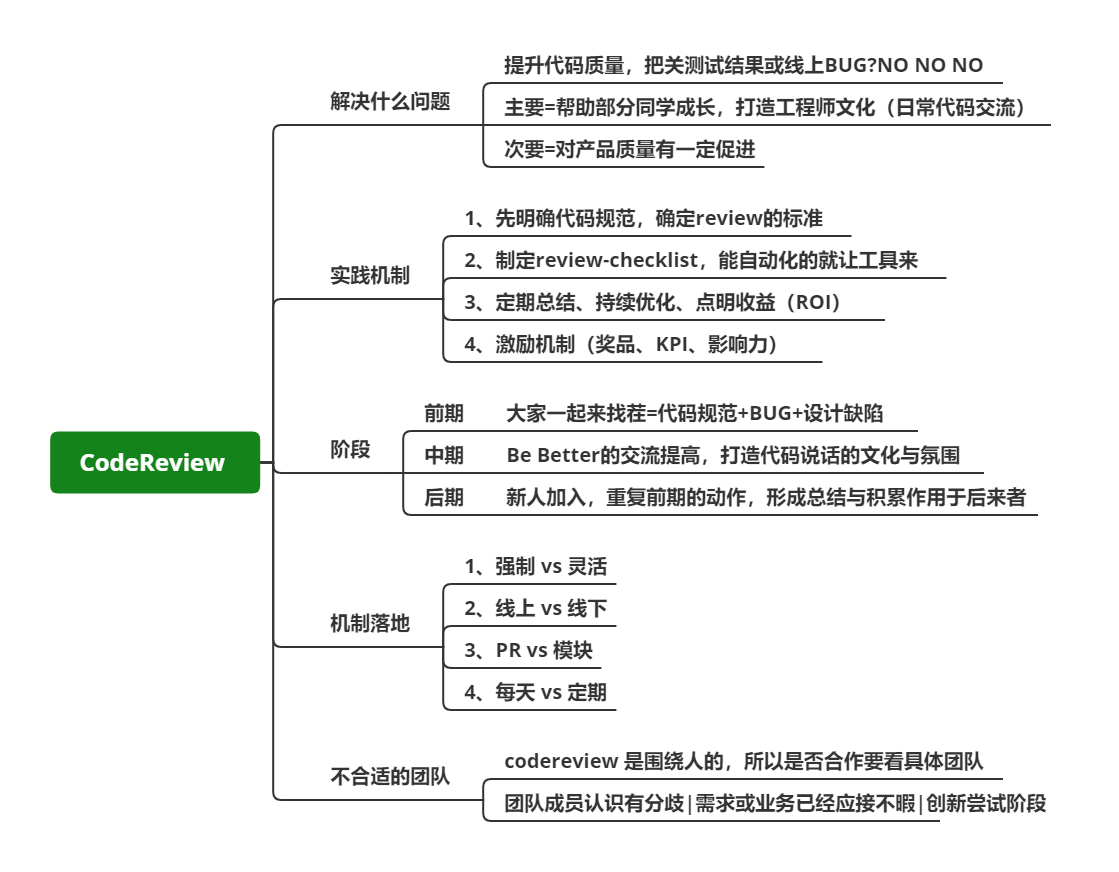 CodeReview
解决什么问题
提升代码质量，把关测试结果或线上BUG?NO NO NO
主要=帮助部分同学成长，打造工程师文化（日常代码交流）
次要=对产品质量有一定促进
实践机制
1、先明确代码规范，确定review的标准
2、制定review-checklist，能自动化的就让工具来
3、定期总结、持续优化、点明收益（ROI）
4、激励机制（奖品、KPI、影响力）
阶段
前期 大家一起来找茬=代码规范+BUG+设计缺陷
中期 Be Better的交流提高，打造代码说话的文化与氛围
后期 新人加入，重复前期的动作，形成总结与积累作用于后来者
机制落地
1、强制 vs 灵活
2、线上 vs 线下
3、PR vs 模块
4、每天 vs 定期
不合适的团队
codereview 是围绕人的，所以是否合作要看具体团队
团队成员认识有分歧|需求或业务已经应接不暇|创新尝试阶段